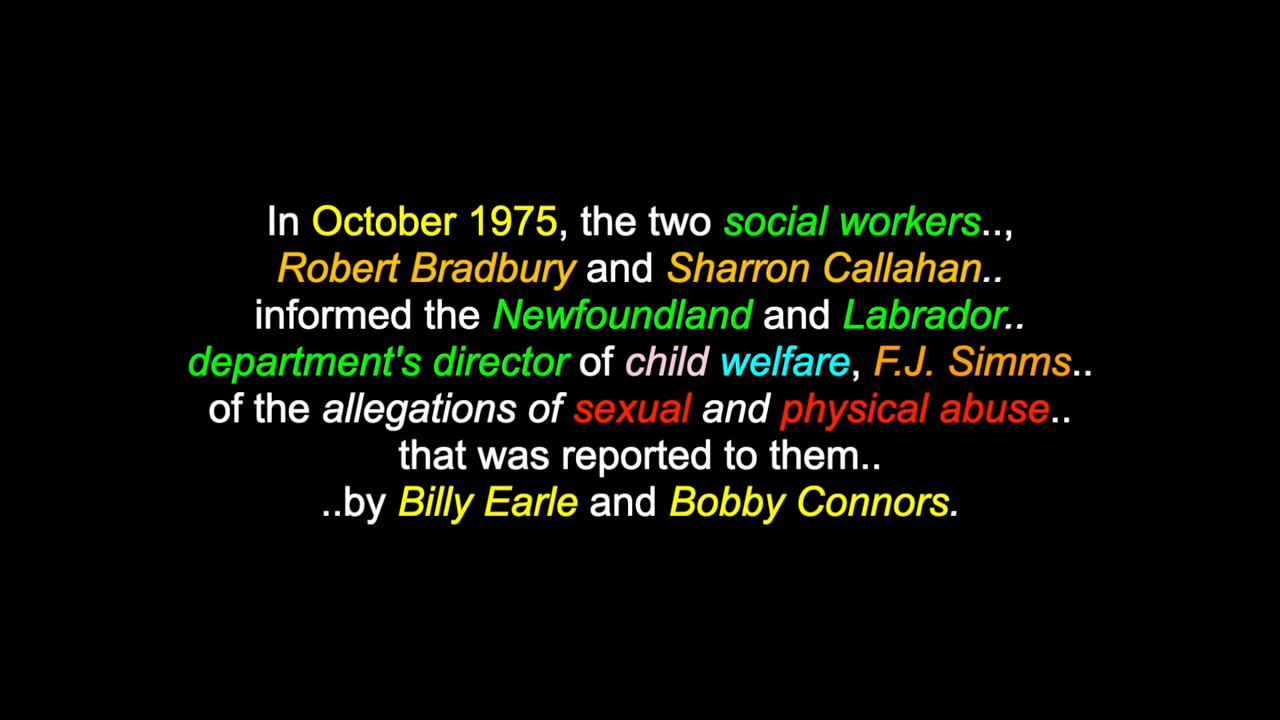 In October 1975, the two social workers..,
Robert Bradbury and Sharron Callahan..
informed the Newfoundland and Labrador..
department's director of child welfare, F.J. Simms..
of the allegations of sexual and physical abuse..
that was reported to them..
..by Billy Earle and Bobby Connors.